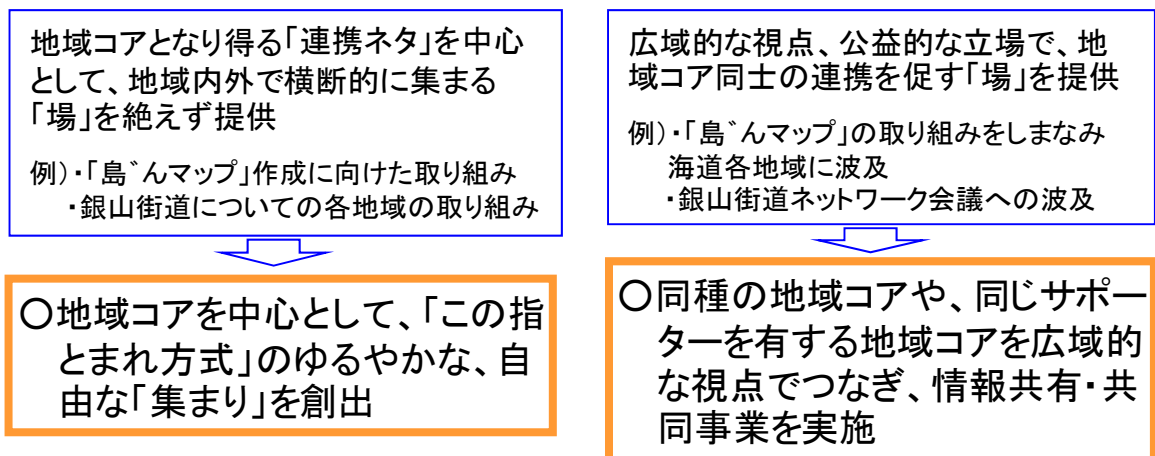 地域コアとなり得る「連携ネタ」を中心
として、地域内外で横断的に集まる
「場」を絶えず提供
例）・「島゛んマップ」作成に向けた取り組み
・銀山街道についての各地域の取り組み
〇地域コアを中心として、「この指
とまれ方式」のゆるやかな、自
由な「集まり」を創出
広域的な視点、公益的な立場で、地
域コア同士の連携を促す「場」を提供
例）・「島゛んマップ」の取り組みをしまなみ
海道各地域に波及
・銀山街道ネットワーク会議への波及
〇同種の地域コアや、同じサポー
ターを有する地域コアを広域的
な視点でつなぎ、情報共有・共
同事業を実施